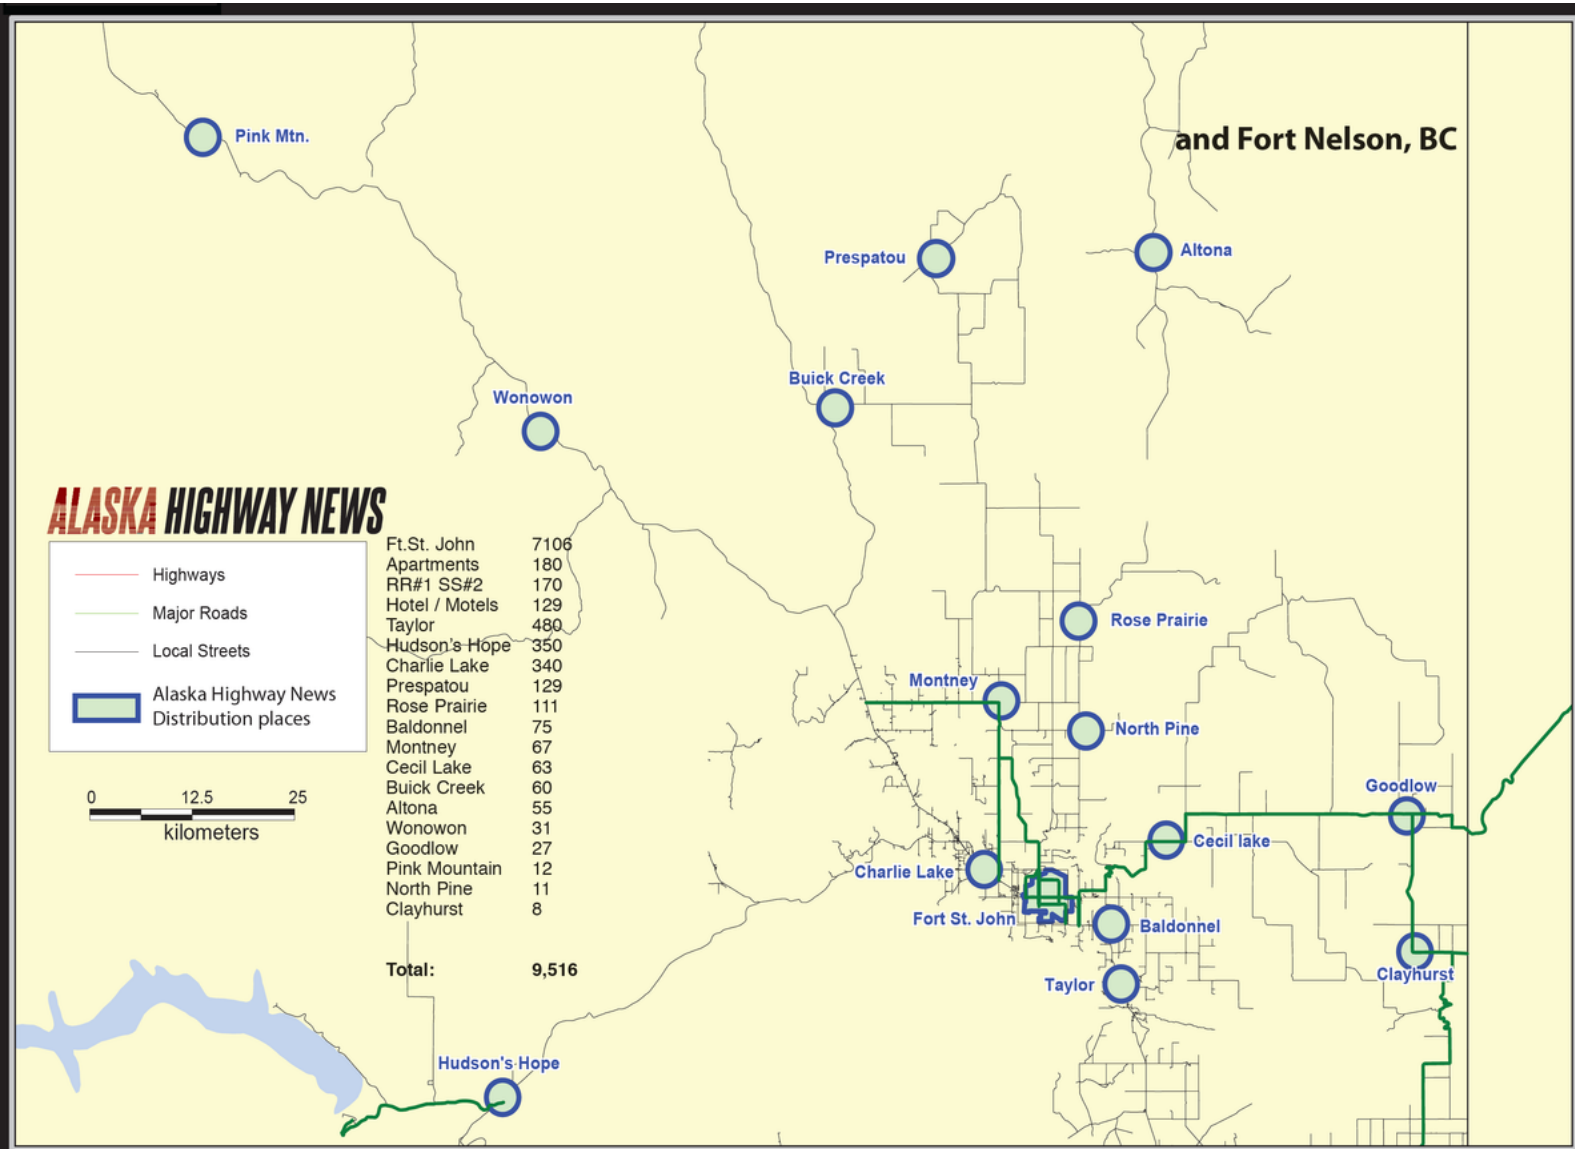 and Fort Nelson, BC
Pink Mtn.
Prespatou
Altona
Buick Creek
Wonowon
ALASKA HIGHWAY NEWS
Highways
Major Roads
Local Streets
Alaska Highway News
Distribution places
0 12.5 25
kilometers
Ft.St. John 7106
Apartments 180
RR#1 SS#2 170
Hotel / Motels 129
Taylor 480
Hudson's Hope 350
Charlie Lake 340
Prespatou 129
Rose Prairie 111
Baldonnel 75
Montney 67
Cecil Lake 63
Buick Creek 60
Altona 55
Wonowon 31
Goodlow 27
Pink Mountain 12
North Pine 11
Clayhurst 8
Total: 9,516
Rose Prairie
Montney
North Pine
Goodlow
Cecil lake
Charlie Lake
Fort St. John
Baldonnel
Clayhurst
Taylor
Hudson's Hope